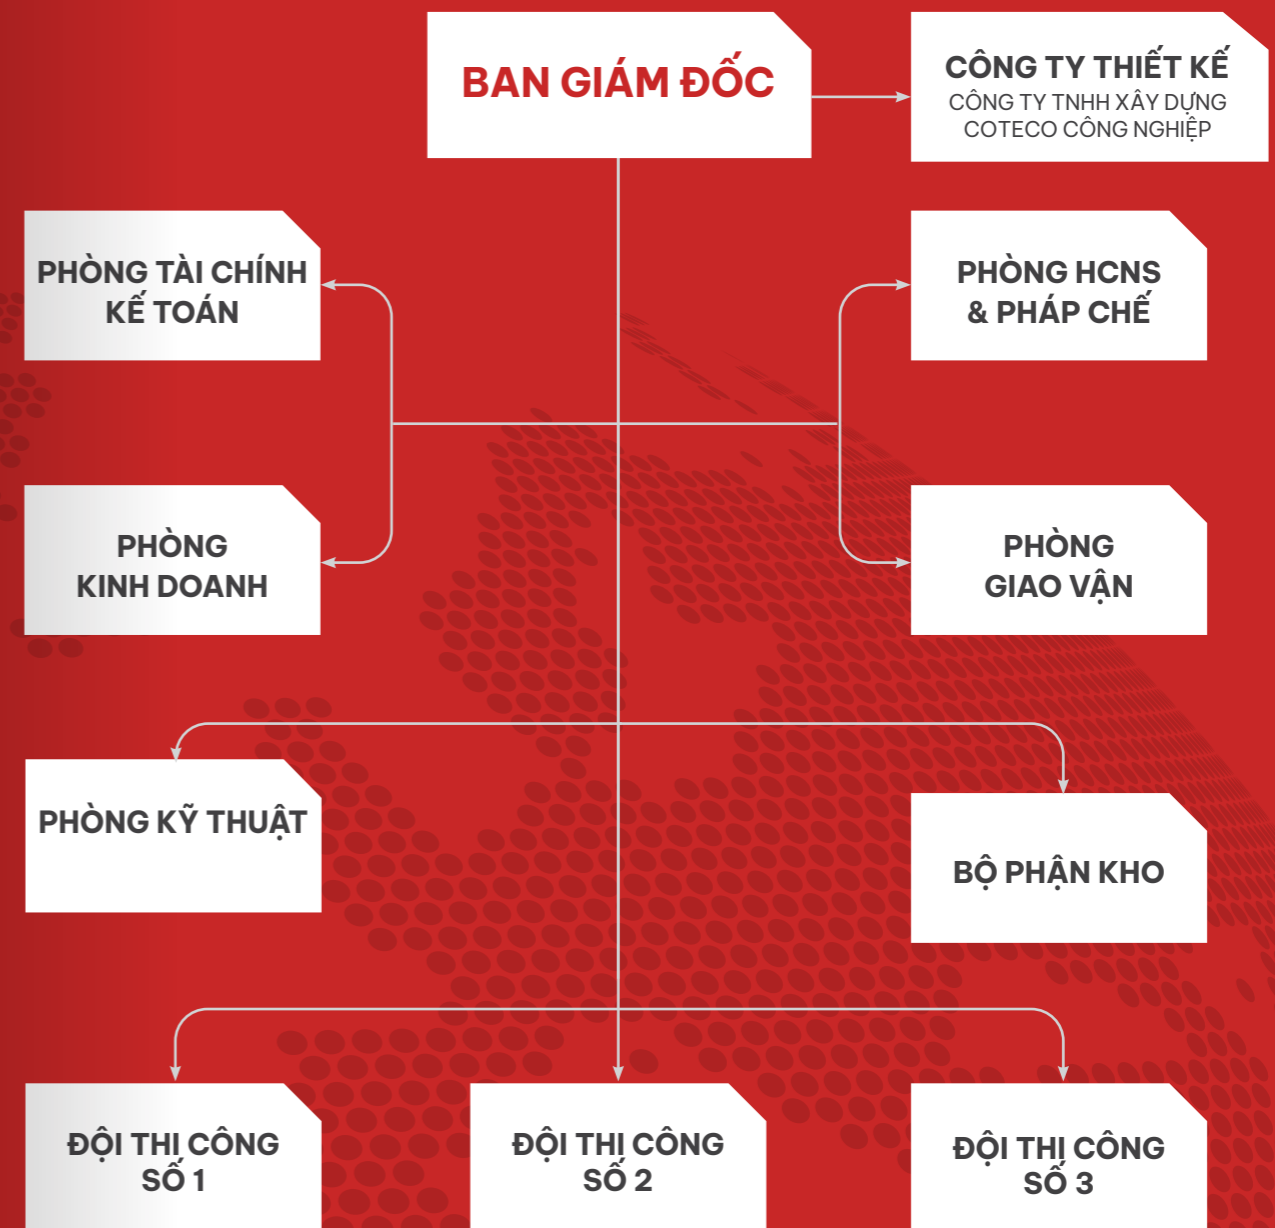 BAN GIÁM ĐỐC
CÔNG TY THIẾT KẾ
CÔNG TY TNHH XÂY DỰNG
COTECO CÔNG NGHIỆP
PHÒNG TÀI CHÍNH
KẾ TOÁN
PHÒNG HCNS
& PHÁP CHẾ
PHÒNG
KINH DOANH
PHÒNG
GIAO VẬN
PHÒNG KỸ THUẬT
BỘ PHẬN KHO
ĐỘI THI CÔNG
SỐ 1
ĐỘI THI CÔNG
SỐ 2
ĐỘI THI CÔNG
SỐ 3